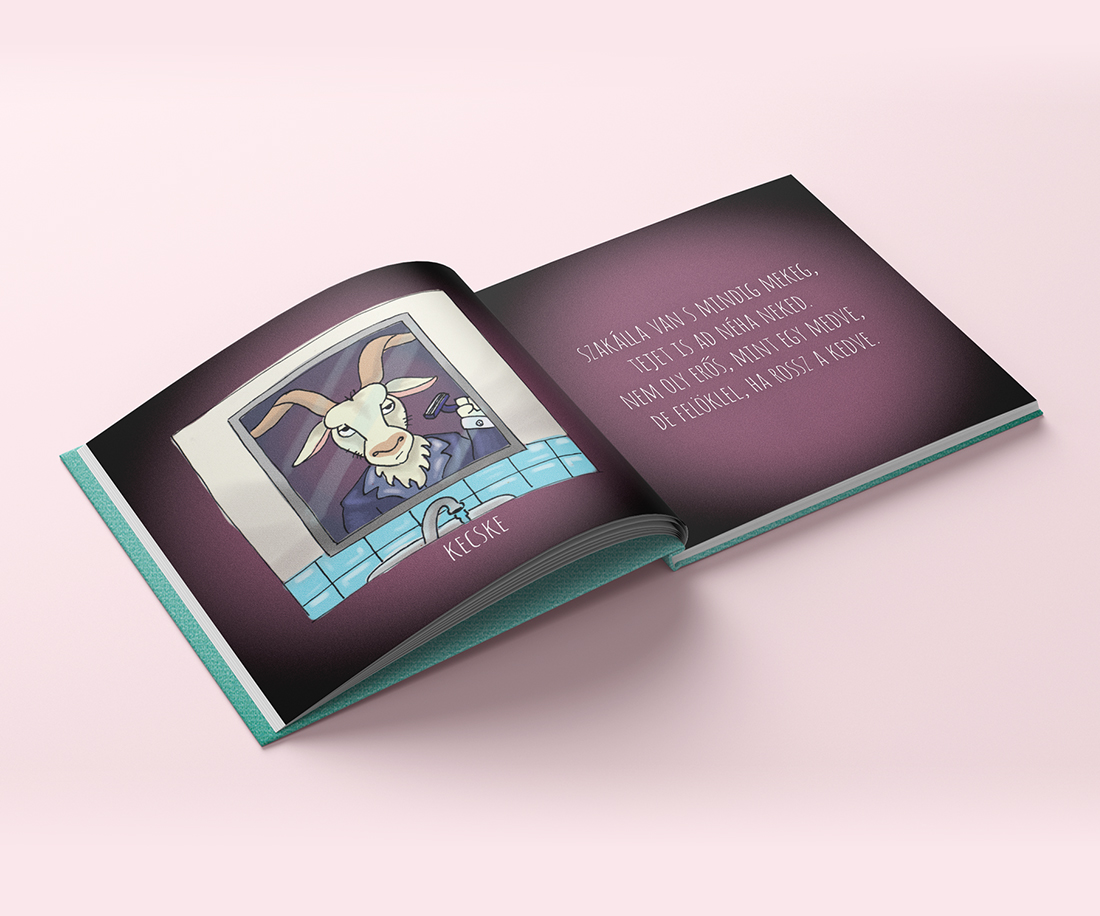 KECSKE
SZAKÁLLA VAN S MINDIG MEKEG,
TEJET IS AD NÉHA NEKED.
NEM OLY ERŐS, MINT EGY MEDVE,
DE FELÖKLEL, HA ROSSZ A KEDVE.